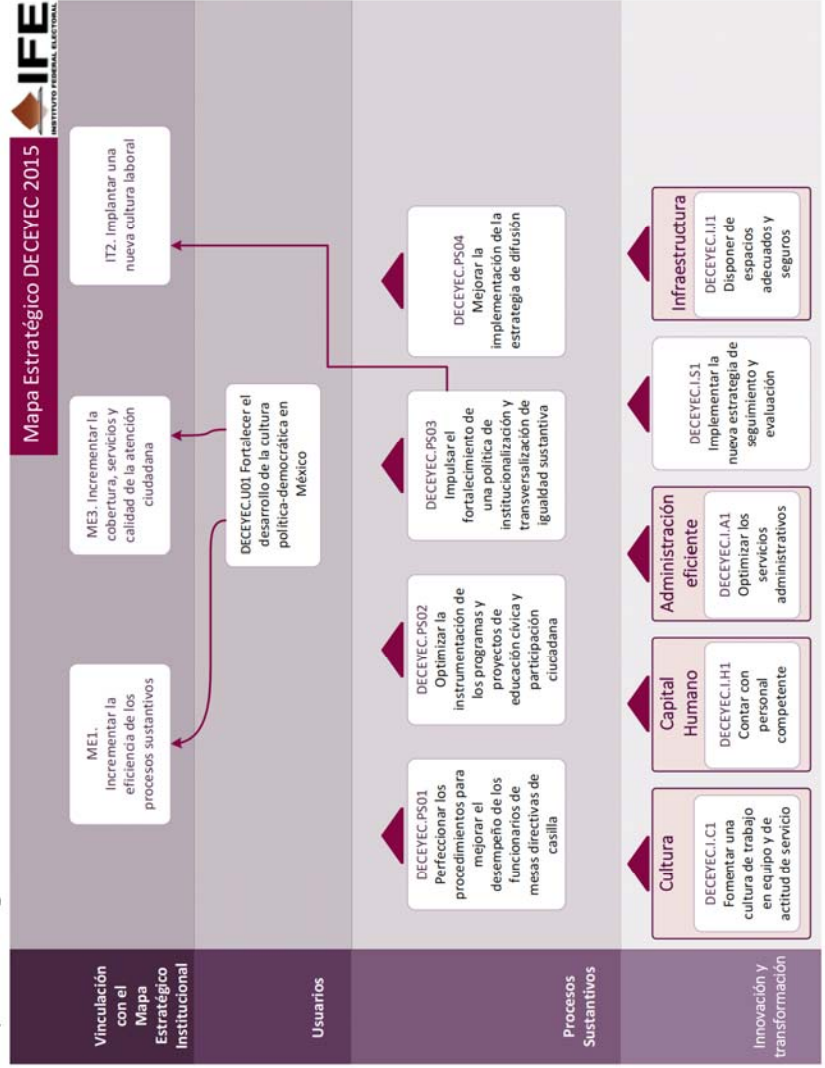 Mapa Estratégico DECEYEC 2015
IFE
INSTITUTO FEDERAL ELECTORAL
Vinculación
con el
Mapa
Estratégico
Institucional
ME1.
Incrementar la
eficiencia de los
procesos sustantivos
ME3. Incrementar la
cobertura, servicios y
calidad de la atención
ciudadana
IT2. Implantar una
nueva cultura laboral
Usuarios
DECEYEC.U01 Fortalecer el
desarrollo de la cultura
política-democrática en
México
Procesos
Sustantivos
DECEYEC.PS01
Perfeccionar los
procedimientos para
mejorar el
desempeño de los
funcionarios de
mesas directivas de
casilla
DECEYEC.PS02
Optimizar la
instrumentación de
los programas y
proyectos de
educación cívica y
participación
ciucadana
DECEYEC.PS03
Impulsar el
fortalecimiento de
una política de
institucionalización y
transversalización de
igualdad sustantiva
DECEYEC.PS04
Mejorar la
implementación de la
estrategia de difusión
Innovación y
transformación
Cultura
DECEYEC.I.C1
Fomentar una
cultura de trabajo
en equipo y de
actitud de servicio
Capital
Humano
DECEYEC.I.H1
Contar con
personal
competente
Administración
eficiente
DECEYEC.I.A1
Optimizar los
servicios
administrativos
DECEYEC.I.S1
Implementar la
nueva estrategia de
seguimiento y
evaluación
Infraestructura
DECEYEC.I.I1
Disponer de
espacios
adecuados y
seguros